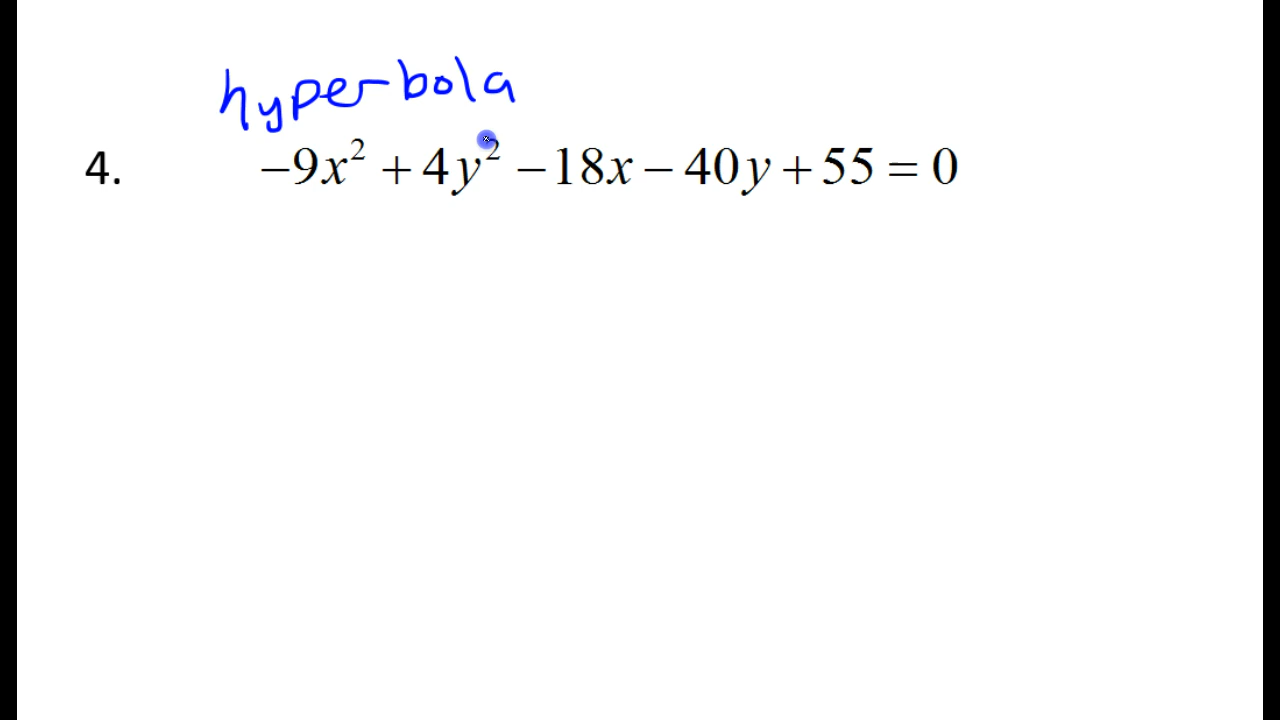 hyperbola
4. −9x² + 4y² − 18x − 40y + 55 = 0